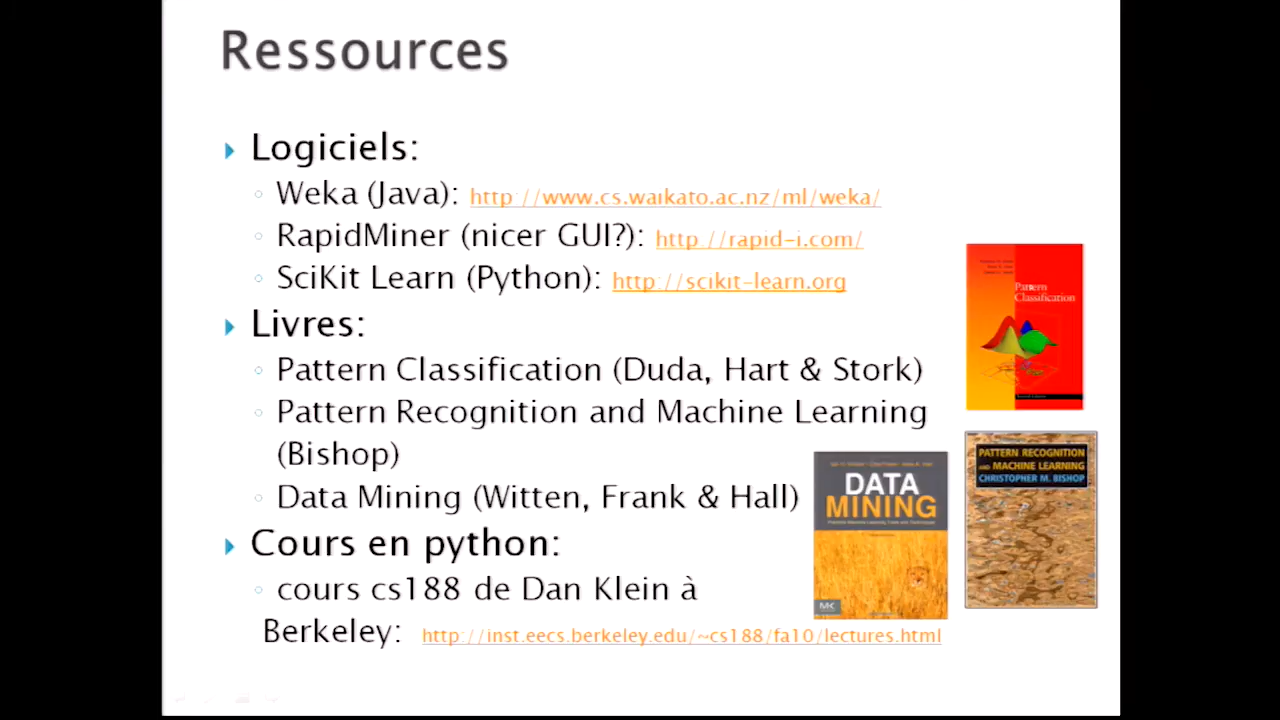 Ressources
Logiciels:
Weka (Java): http://www.cs.waikato.ac.nz/ml/weka/
RapidMiner (nicer GUI?): http://rapid-i.com/
SciKit Learn (Python): http://scikit-learn.org
Livres:
Pattern Classification (Duda, Hart & Stork)
Pattern Recognition and Machine Learning
(Bishop)
Data Mining (Witten, Frank & Hall)
Cours en python:
cours cs188 de Dan Klein à
Berkeley: http://inst.eecs.berkeley.edu/~cs188/fa10/lectures.html
Pattern
Classification
PATTERN RECOGNITION
AND MACHINE LEARNING
CHRISTOPHER M. BISHOP
DATA
MINING
MK